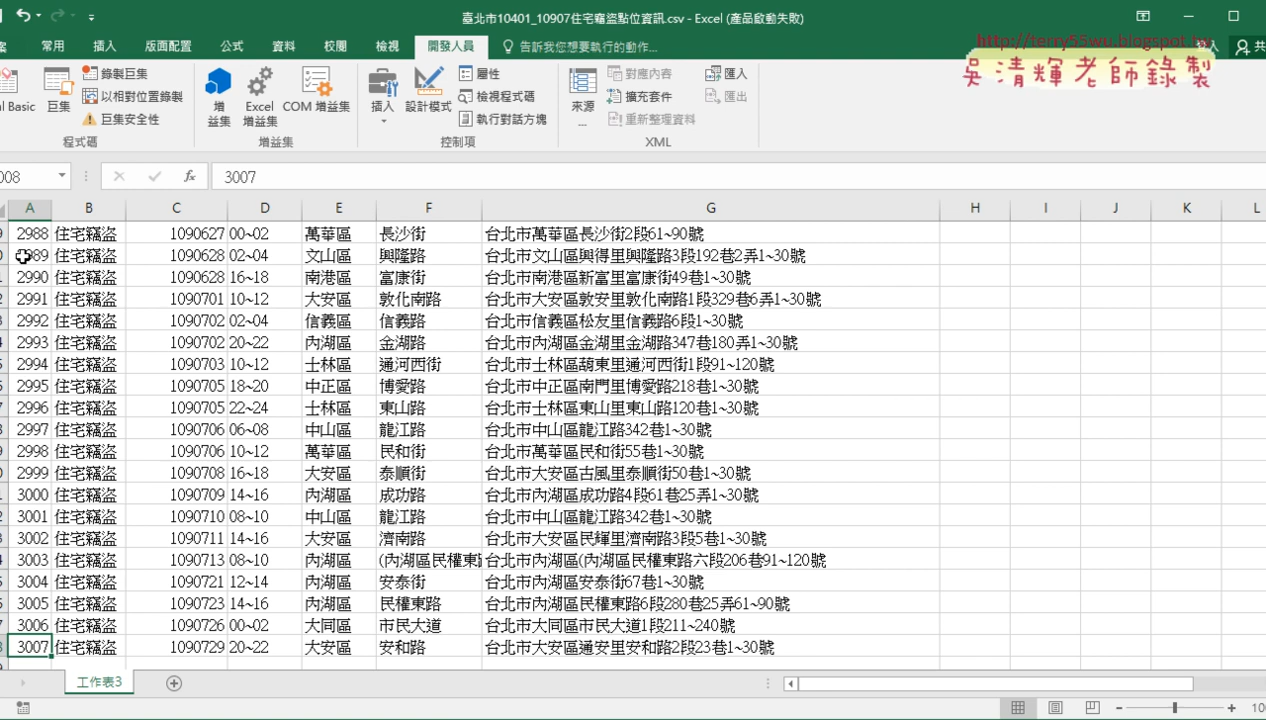 臺北市10401_10907住宅竊盜點位資訊.csv - Excel (產品啟動失敗)
案 常用 插入 版面配置 公式 資料 校閱 檢視 開發人員 告訴我您想要執行的動作... 登入 共
http://terry55wu.blogspot.tw
吳清輝老師錄製
al Basic 巨集 錄製巨集 以相對位置錄製 巨集安全性 增益集 Excel 增益集 COM 增益集 插入 設計模式 屬性 檢視程式碼 執行對話方塊 來源... 對應內容 擴充套件 重新整理資料 匯入 匯出
程式碼 增益集 控制項 XML
008 fx 3007
A B C D E F G H I J K L
2988 住宅竊盜 1090627 00~02 萬華區 長沙街 台北市萬華區長沙街2段61~90號
989 住宅竊盜 1090628 02~04 文山區 興隆路 台北市文山區興得里興隆路3段192巷2弄1~30號
2990 住宅竊盜 1090628 16~18 南港區 富康街 台北市南港區新富里富康街49巷1~30號
2991 住宅竊盜 1090701 10~12 大安區 敦化南路 台北市大安區敦安里敦化南路1段329巷6弄1~30號
2992 住宅竊盜 1090702 02~04 信義區 信義路 台北市信義區松友里信義路6段1~30號
2993 住宅竊盜 1090702 20~22 內湖區 金湖路 台北市內湖區金湖里金湖路347巷180弄1~30號
2994 住宅竊盜 1090703 10~12 士林區 通河西街 台北市士林區葫東里通河西街1段91~120號
2995 住宅竊盜 1090705 18~20 中正區 博愛路 台北市中正區南門里博愛路218巷1~30號
2996 住宅竊盜 1090705 22~24 士林區 東山路 台北市士林區東山里東山路120巷1~30號
2997 住宅竊盜 1090706 06~08 中山區 龍江路 台北市中山區龍江路342巷1~30號
2998 住宅竊盜 1090706 10~12 萬華區 民和街 台北市萬華區民和街55巷1~30號
2999 住宅竊盜 1090708 16~18 大安區 泰順街 台北市大安區古風里泰順街50巷1~30號
3000 住宅竊盜 1090709 14~16 內湖區 成功路 台北市內湖區成功路4段61巷25弄1~30號
3001 住宅竊盜 1090710 08~10 中山區 龍江路 台北市中山區龍江路342巷1~30號
3002 住宅竊盜 1090711 14~16 大安區 濟南路 台北市大安區民輝里濟南路3段5巷1~30號
3003 住宅竊盜 1090713 08~10 內湖區 (內湖區民權東 台北市內湖區(內湖區民權東路六段206巷91~120號
3004 住宅竊盜 1090721 12~14 內湖區 安泰街 台北市內湖區安泰街67巷1~30號
3005 住宅竊盜 1090723 14~16 內湖區 民權東路 台北市內湖區民權東路6段280巷25弄61~90號
3006 住宅竊盜 1090726 00~02 大同區 市民大道 台北市大同區市民大道1段211~240號
3007 住宅竊盜 1090729 20~22 大安區 安和路 台北市大安區通安里安和路2段23巷1~30號
工作表3
10